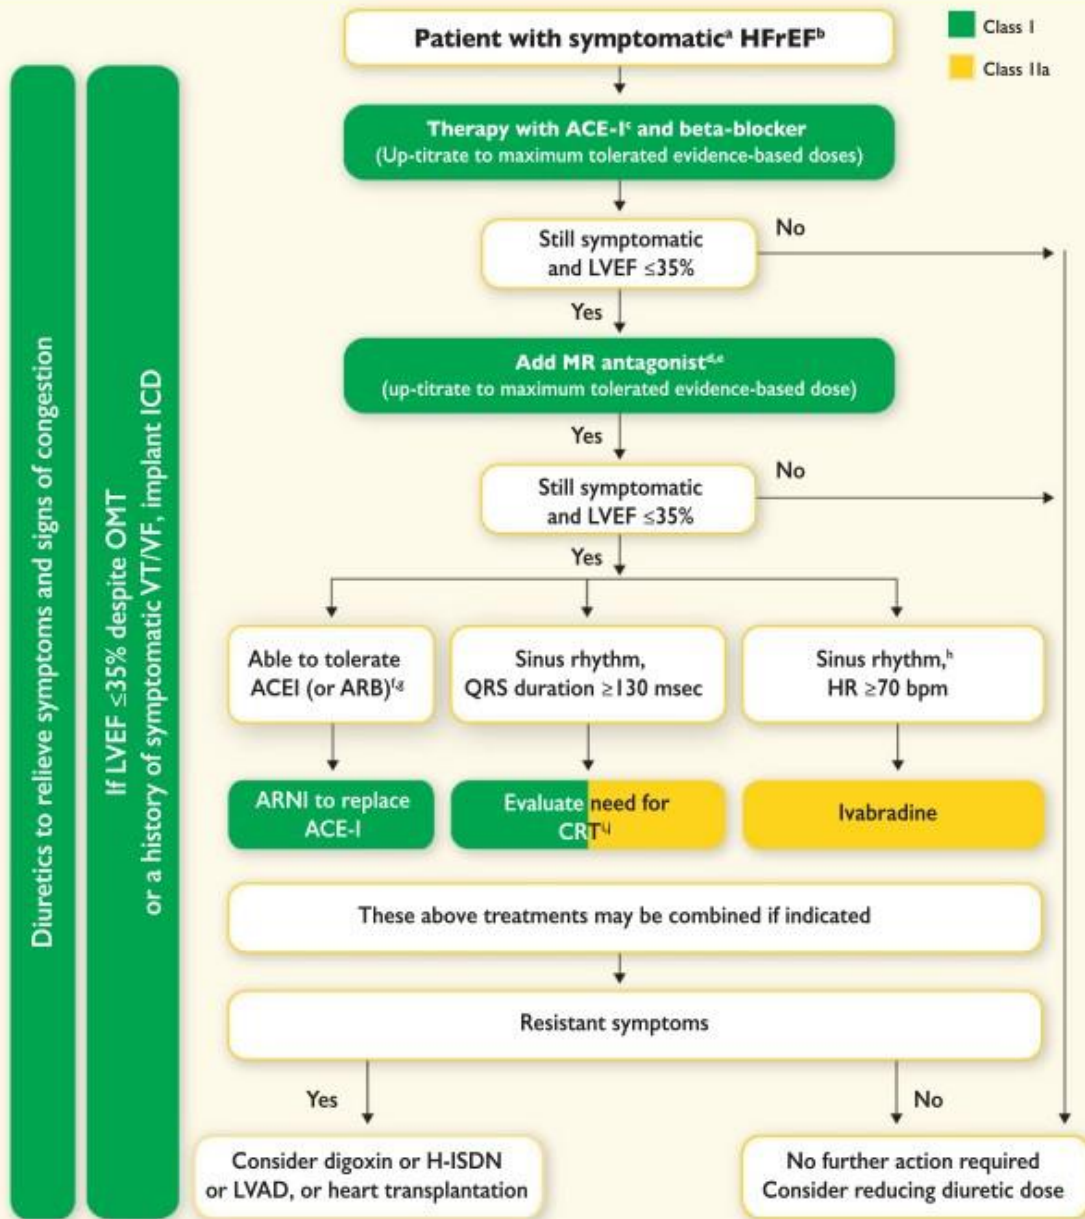 Patient with symptomaticᵃ HFrEFᵇ
Class I
Class IIa
Diuretics to relieve symptoms and signs of congestion
If LVEF ≤35% despite OMT
or a history of symptomatic VT/VF, implant ICD
Therapy with ACE-Iᶜ and beta-blocker
(Up-titrate to maximum tolerated evidence-based doses)
Still symptomatic
and LVEF ≤35%
No
Yes
Add MR antagonistᵈ,ᵉ
(up-titrate to maximum tolerated evidence-based dose)
Yes
Still symptomatic
and LVEF ≤35%
No
Yes
Able to tolerate
ACEI (or ARB)ᶠ,ᵍ
Sinus rhythm,
QRS duration ≥130 msec
Sinus rhythm,ʰ
HR ≥70 bpm
ARNI to replace
ACE-I
Evaluate need for
CRTⁱ,ʲ
Ivabradine
These above treatments may be combined if indicated
Resistant symptoms
Yes
No
Consider digoxin or H-ISDN
or LVAD, or heart transplantation
No further action required
Consider reducing diuretic dose